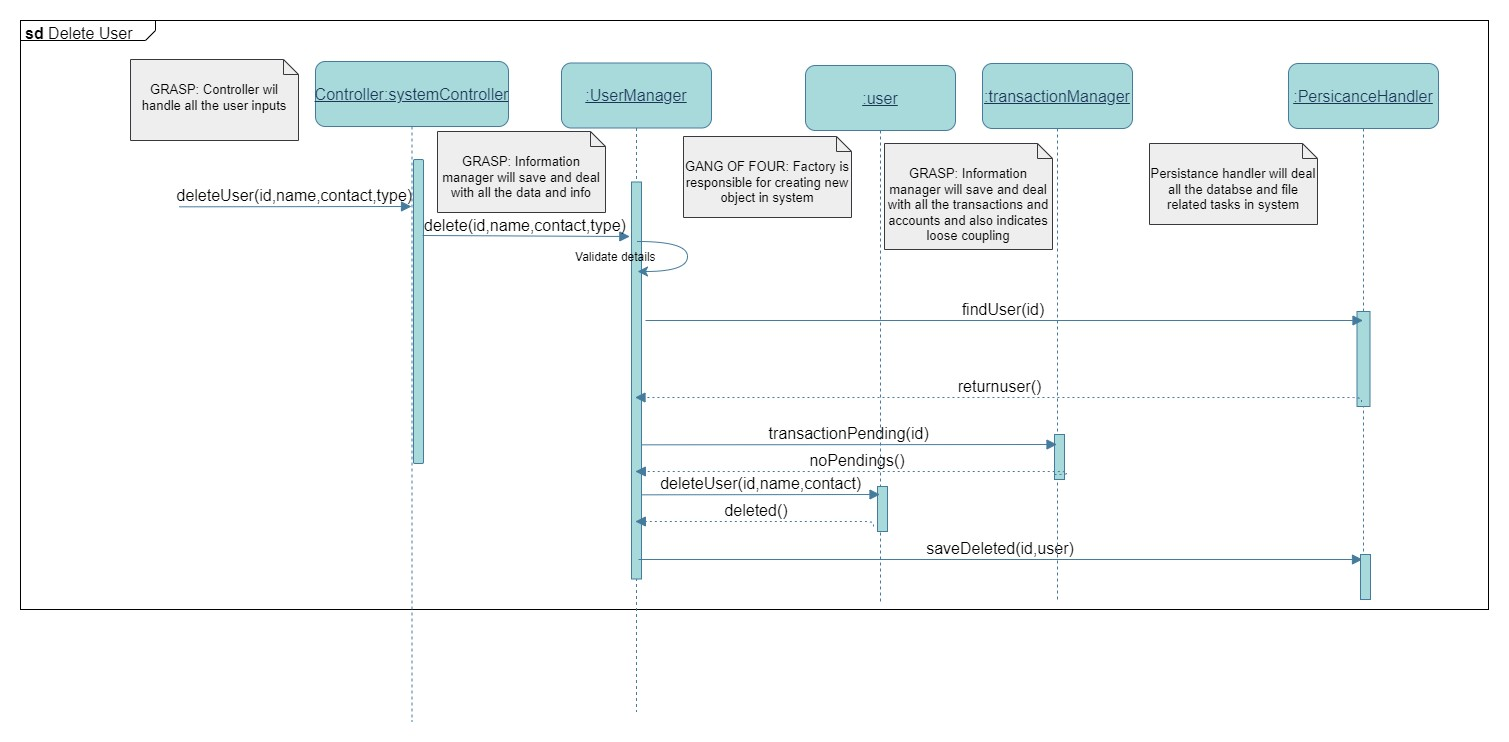 sd Delete User
GRASP: Controller wil
handle all the user inputs
Controller:systemController
:UserManager
:user
:transactionManager
:PersicanceHandler
GRASP: Information
manager will save and deal
with all the data and info
GANG OF FOUR: Factory is
responsible for creating new
object in system
GRASP: Information
manager will save and deal
with all the transactions and
accounts and also indicates
loose coupling
Persistance handler will deal
all the databse and file
related tasks in system
deleteUser(id,name,contact,type)
delete(id,name,contact,type)
Validate details
findUser(id)
returnuser()
transactionPending(id)
noPendings()
deleteUser(id,name,contact)
deleted()
saveDeleted(id,user)